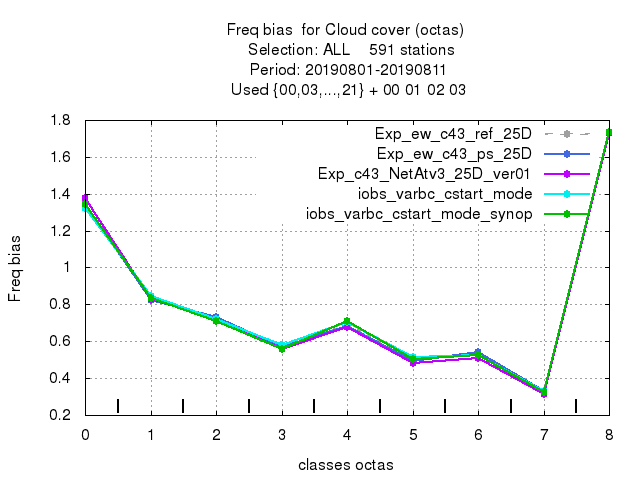 Freq bias  for Cloud cover (octas)
Selection: ALL    591 stations
Period: 20190801-20190811
Used {00,03,...,21} + 00 01 02 03
1.8
1.6
1.4
1.2
1
0.8
0.6
0.4
0.2
Freq bias
Exp_ew_c43_ref_25D
Exp_ew_c43_ps_25D
Exp_c43_NetAtv3_25D_ver01
iobs_varbc_cstart_mode
iobs_varbc_cstart_mode_synop
0 1 2 3 4 5 6 7 8
classes octas